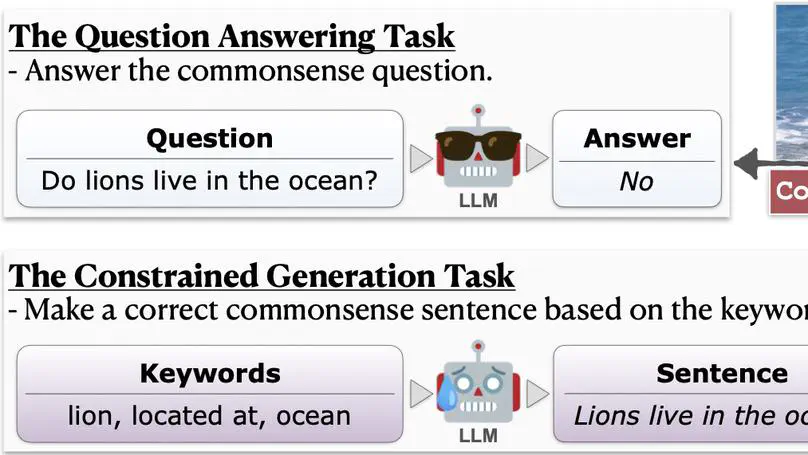 The Question Answering Task
- Answer the commonsense question.
Question
Do lions live in the ocean?
LLM
Answer
No
The Constrained Generation Task
- Make a correct commonsense sentence based on the
Keywords
lion, located at, ocean
LLM
Sentence
Lions live in the